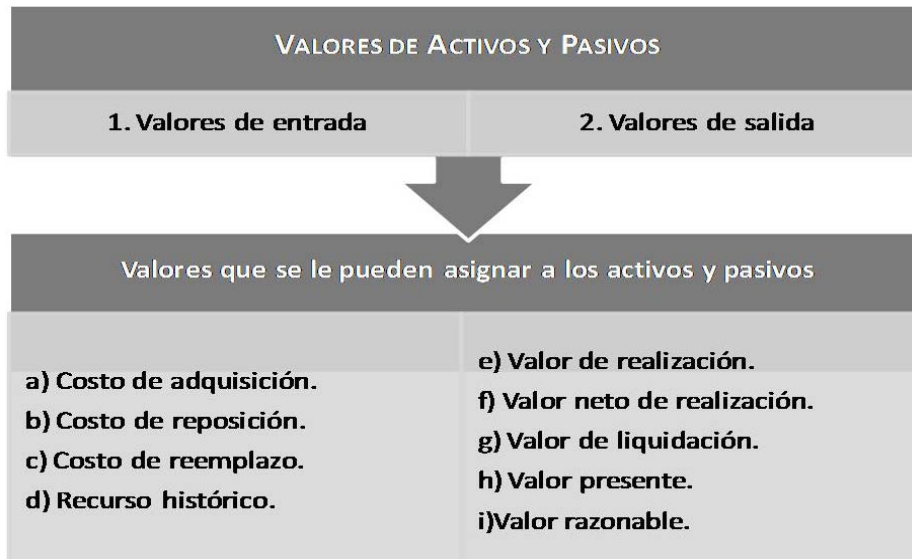 VALORES DE ACTIVOS Y PASIVOS
1. Valores de entrada
2. Valores de salida
Valores que se le pueden asignar a los activos y pasivos
a) Costo de adquisición.
b) Costo de reposición.
c) Costo de reemplazo.
d) Recurso histórico.
e) Valor de realización.
f) Valor neto de realización.
g) Valor de liquidación.
h) Valor presente.
i)Valor razonable.